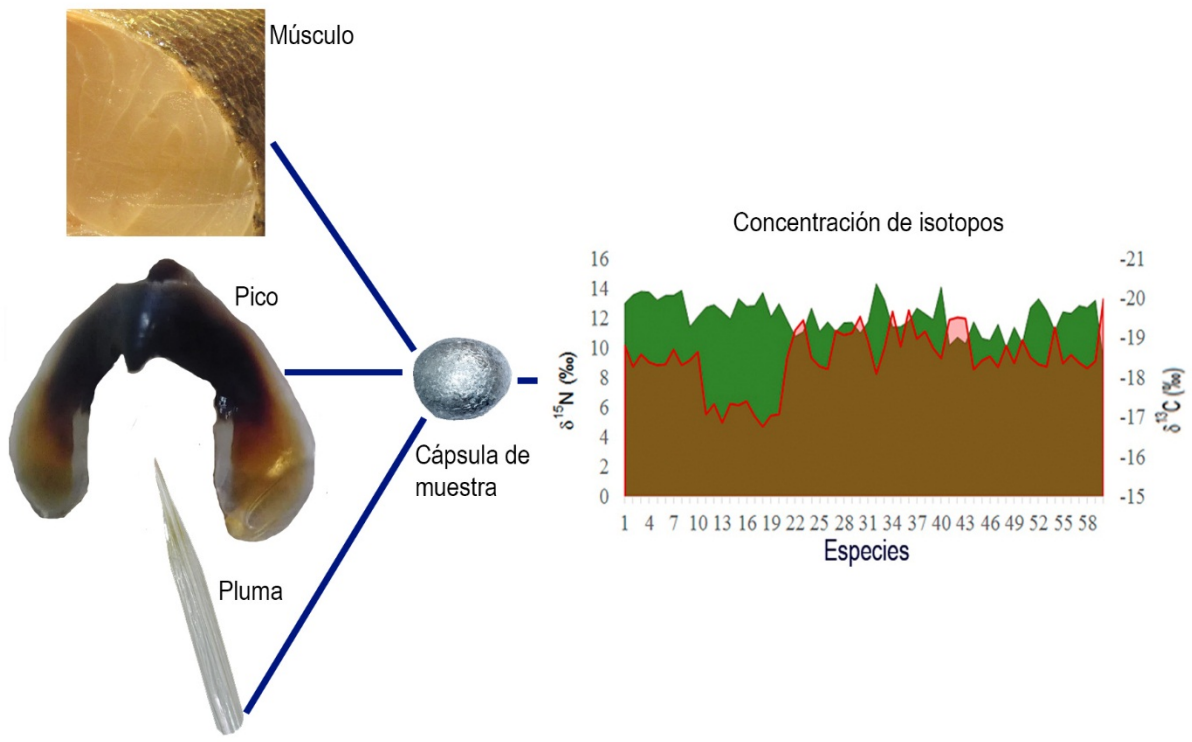 Músculo
Pico
Cápsula de
muestra
Pluma
Concentración de isotopos
16
14
12
10
8
6
4
2
0
δ¹⁵N (‰)
-21
-20
-19
-18
-17
-16
-15
δ¹³C (‰)
1 4 7 10 13 16 19 22 25 28 31 34 37 40 43 46 49 52 55 58
Especies